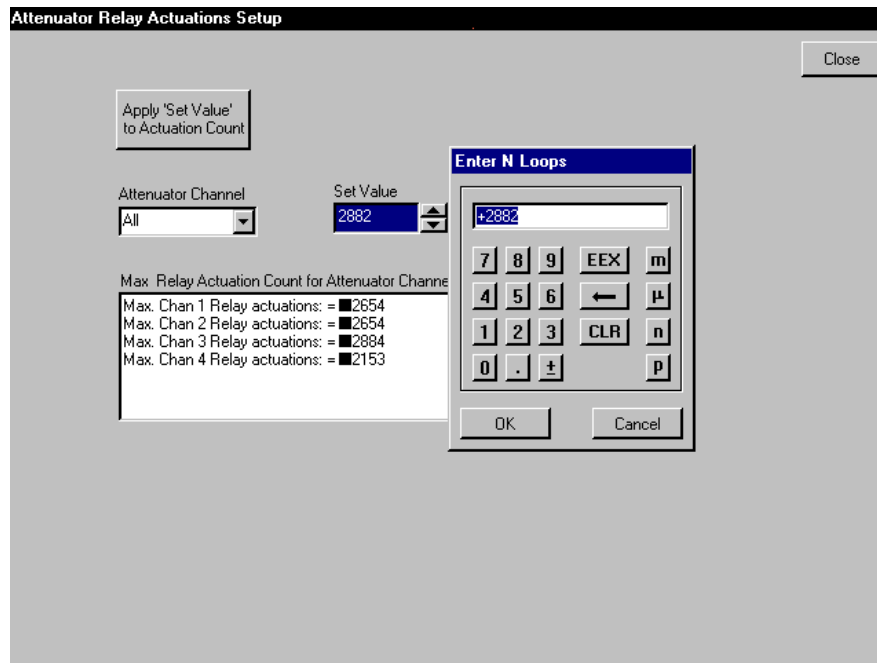 Attenuator Relay Actuations Setup
Close
Apply 'Set Value'
to Actuation Count
Attenuator Channel
All
Set Value
2882
Max Relay Actuation Count for Attenuator Channe
Max. Chan 1 Relay actuations: = ■2654
Max. Chan 2 Relay actuations: = ■2654
Max. Chan 3 Relay actuations: = ■2884
Max. Chan 4 Relay actuations: = ■2153
Enter N Loops
+2882
7 8 9 EEX m
4 5 6 ← µ
1 2 3 CLR n
0 . ± p
OK Cancel